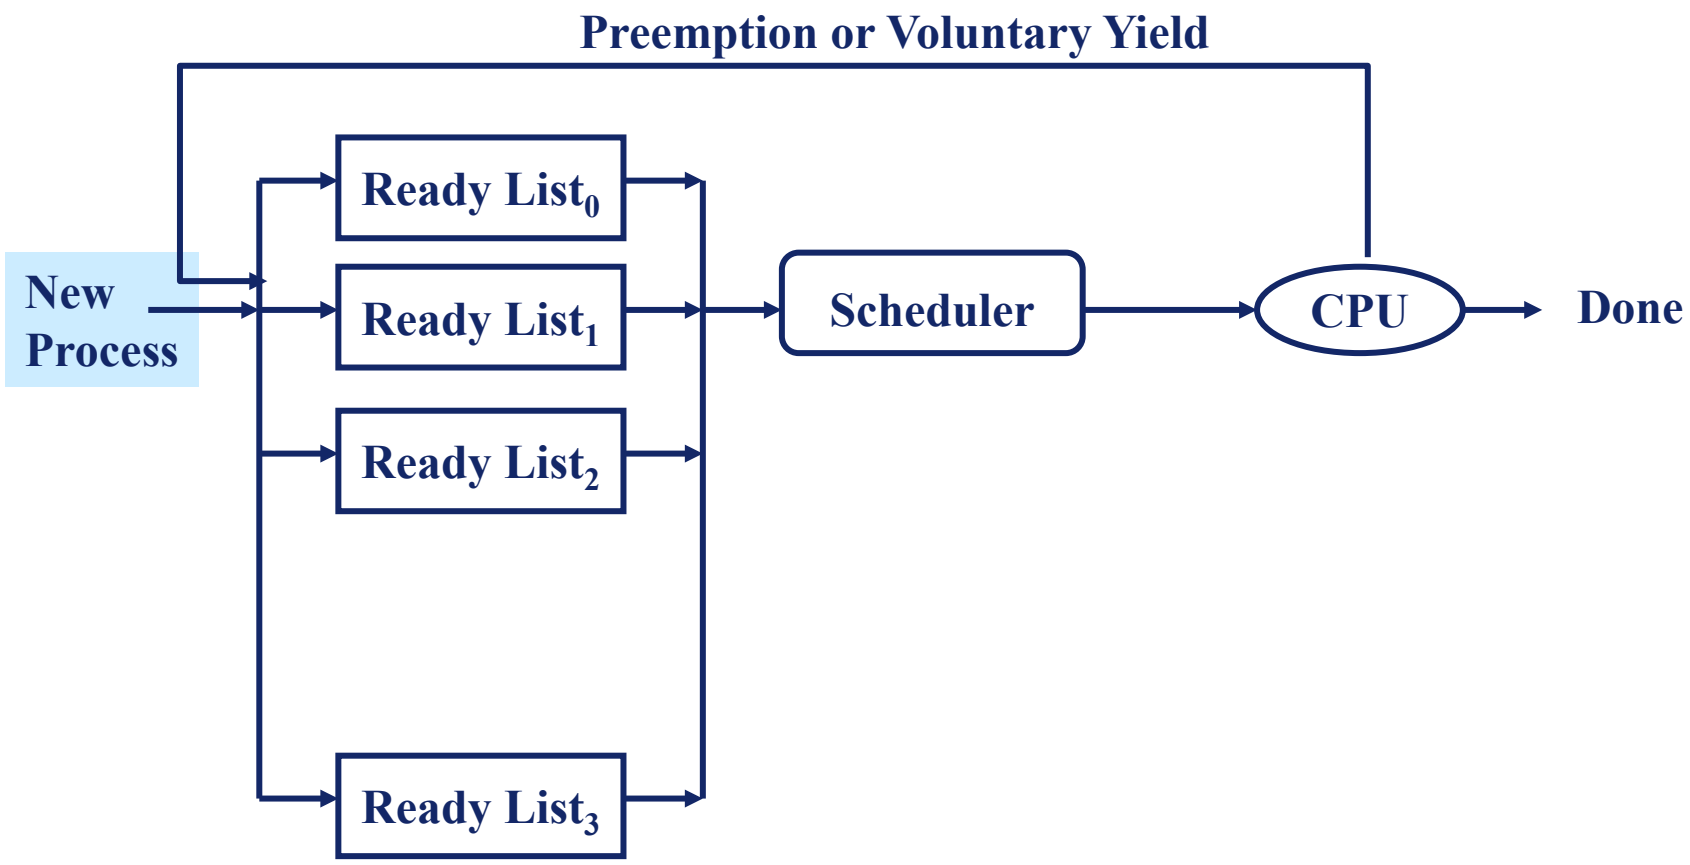 Preemption or Voluntary Yield
Ready List₀
New
Process
Ready List₁
Scheduler
CPU
Done
Ready List₂
Ready List₃